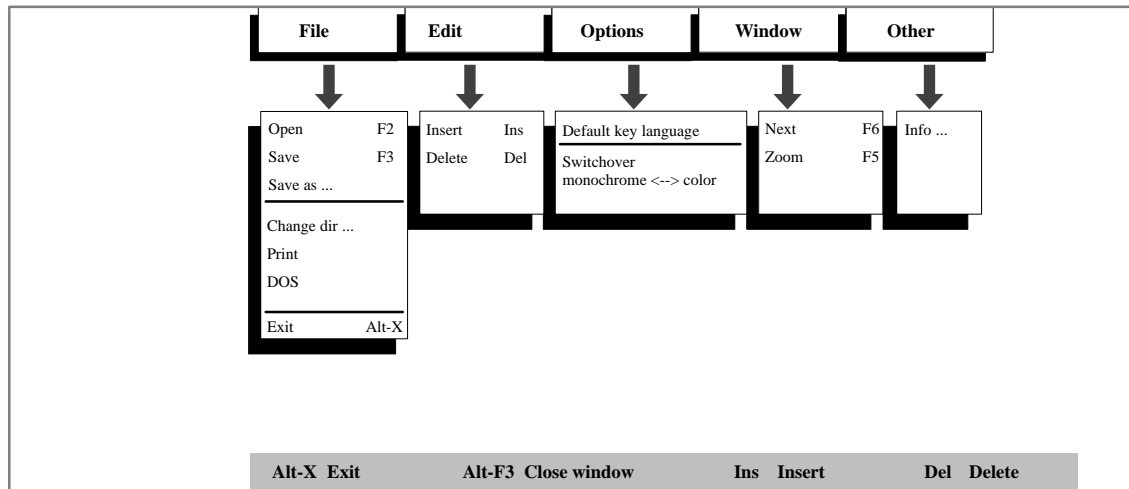 File Edit Options Window Other
Open F2
Save F3
Save as ...
Change dir ...
Print
DOS
Exit Alt-X
Insert Ins
Delete Del
Default key language
Switchover
monochrome <--> color
Next F6
Zoom F5
Info ...
Alt-X Exit Alt-F3 Close window Ins Insert Del Delete